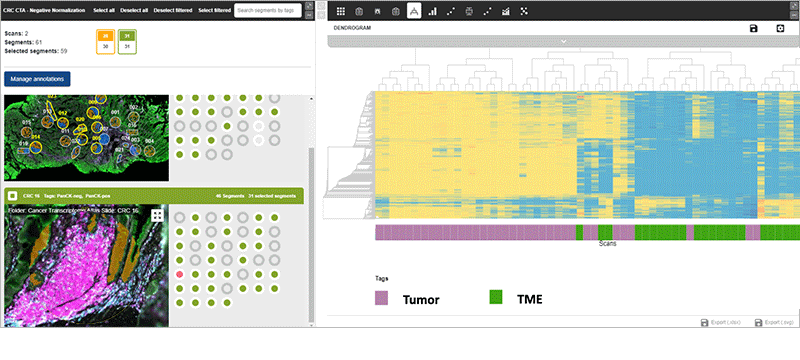 CRC CTA - Negative Normalization
Select all
Deselect all
Deselect filtered
Select filtered
Search segments by tags
Scans: 2
Segments: 61
Selected segments: 59
30
30
31
31
Manage annotations
CRC 16 Tags: PanCK-neg, PanCK-pos
46 Segments 31 selected segments
Folder: Cancer Transcriptome Atlas Slide: CRC 16
DENDROGRAM
Scans
Tags
Tumor
TME
Export (.xlsx)
Export (.svg)